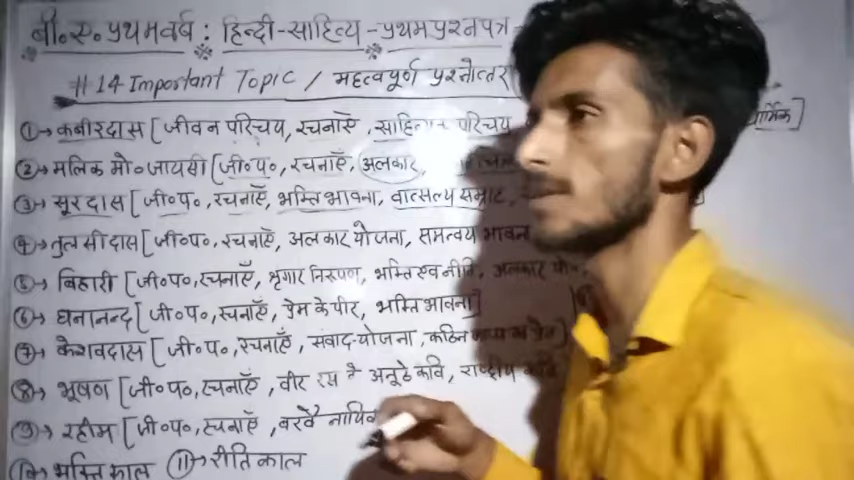 बी०ए०प्रथमवर्ष : हिन्दी-साहित्य-प्रथमप्रश्नपत्र-
# 14 Important Topic / महत्वपूर्ण प्रश्नोत्तर
①→ कबीरदास [जीवन परिचय, रचनाऐं, साहित्यिक परिचय
②→ मलिक मो० जायसी [जी०प०, रचनाऐं, अलंकार,
③→ सूरदास [जी०प०, रचनाऐं, भक्ति भावना, वात्सल्य सम्राट,
④→ तुलसीदास [जी०प०, रचनाऐं, अलंकार योजना, समन्वय भावना
⑤→ बिहारी [जी०प०, रचनाऐं, श्रृंगार निरूपण, भक्ति एवं नीति, अलंकार
⑥→ घनानन्द [जी०प०, रचनाऐं, प्रेम के पीर, भक्ति भावना]
⑦→ केशवदास [जी०प०, रचनाऐं, संवाद-योजना, कठिन काव्य का प्रेत]
⑧→ भूषण [जी०प०, रचनाऐं, वीर रस के अनूठे कवि, राष्ट्रीय
⑨→ रहीम [जी०प०, रचनाऐं, बरवै
⑩→ भक्ति काल ⑪→ रीति काल